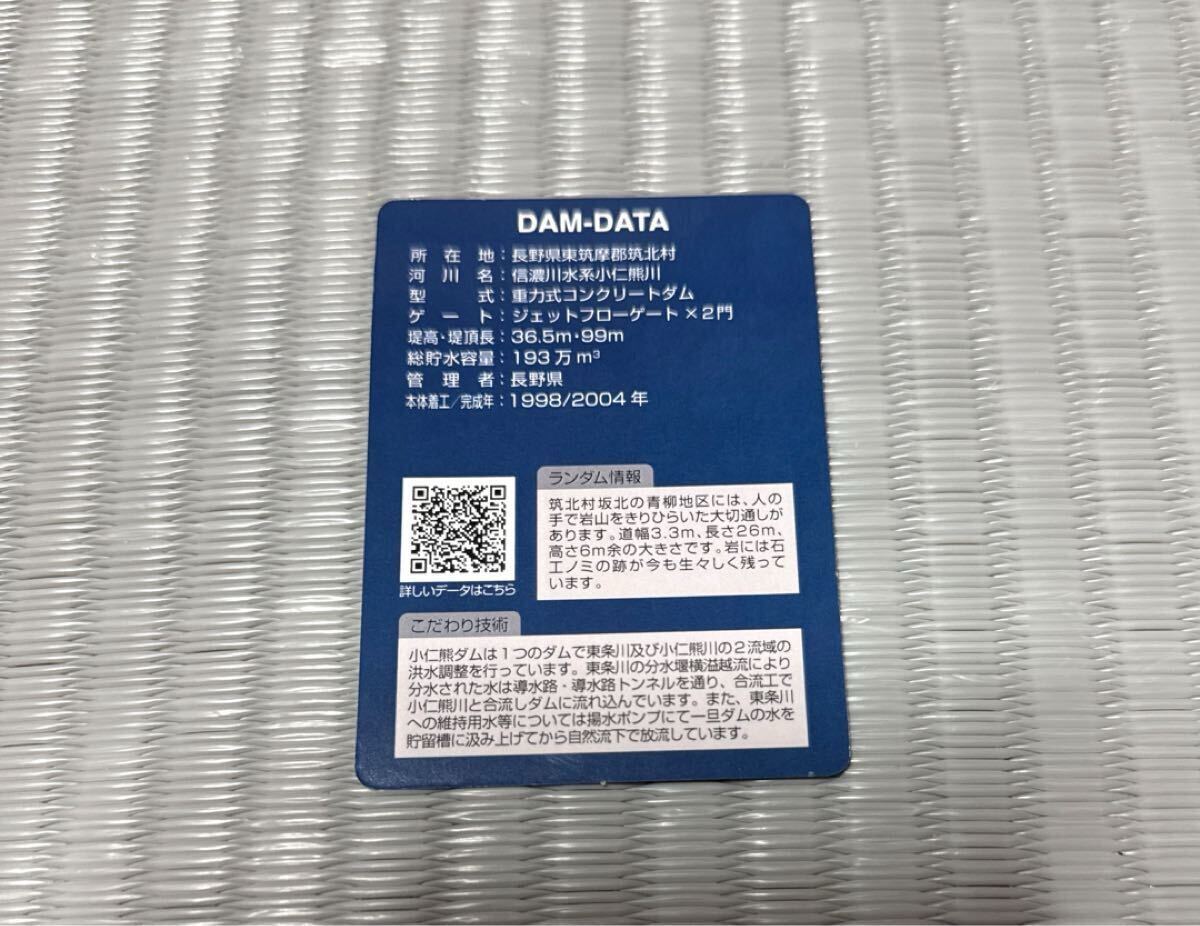 DAM-DATA
所在地：長野県東筑摩郡筑北村
河川名：信濃川水系小仁熊川
型式：重力式コンクリートダム
ゲート：ジェットフローゲート×2門
堤高・堤頂長：36.5m・99m
総貯水容量：193万m³
管理者：長野県
本体着工／完成年：1998/2004年
詳しいデータはこちら
ランダム情報
筑北村坂北の青柳地区には、人の
手で岩山をきりひらいた大切通しが
あります。道幅3.3m、長さ26m、
高さ6m余の大きさです。岩には石
工ノミの跡が今も生々しく残って
います。
こだわり技術
小仁熊ダムは１つのダムで東条川及び小仁熊川の２流域の
洪水調整を行っています。東条川の分水堰横溢越流により
分水された水は導水路・導水路トンネルを通り、合流工で
小仁熊川と合流しダムに流れ込んでいます。また、東条川
への維持用水等については揚水ポンプにて一旦ダムの水を
貯留槽に汲み上げてから自然流下で放流しています。